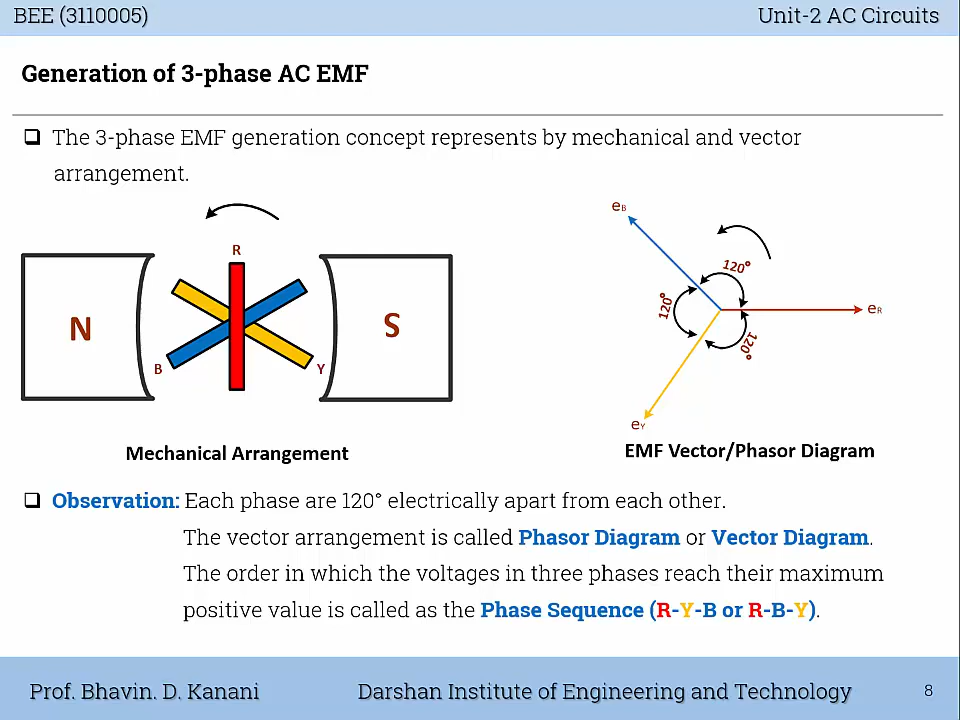 BEE (3110005)
Unit-2 AC Circuits
Generation of 3-phase AC EMF
The 3-phase EMF generation concept represents by mechanical and vector
arrangement.
R
N
S
B
Y
Mechanical Arrangement
eB
120°
eR
120°
120°
eY
EMF Vector/Phasor Diagram
Observation: Each phase are 120° electrically apart from each other.
The vector arrangement is called Phasor Diagram or Vector Diagram.
The order in which the voltages in three phases reach their maximum
positive value is called as the Phase Sequence (R-Y-B or R-B-Y).
Prof. Bhavin. D. Kanani
Darshan Institute of Engineering and Technology
8